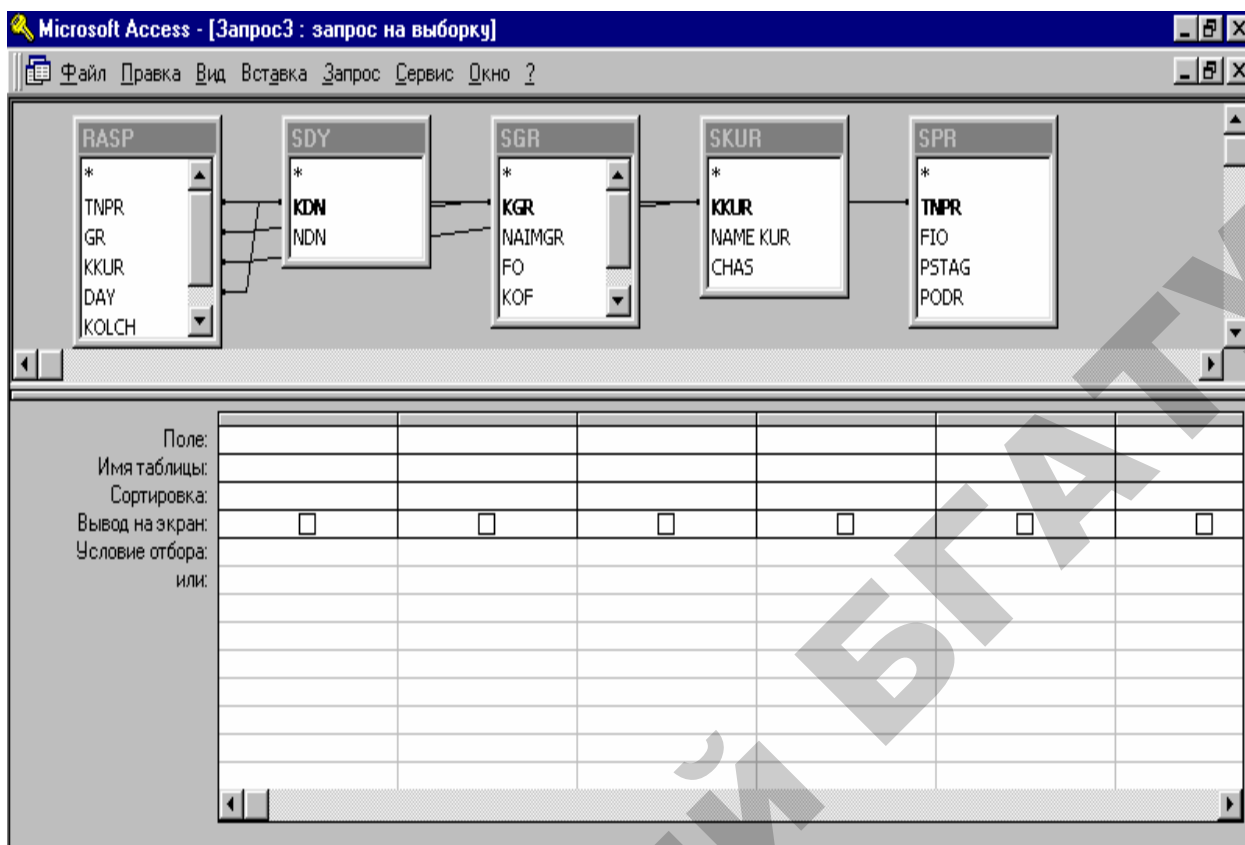 Microsoft Access - [Запрос3 : запрос на выборку]
Файл Правка Вид Вставка Запрос Сервис Окно ?
RASP
*
TNPR
GR
KKUR
DAY
KOLCH
SDY
*
KDN
NDN
SGR
*
KGR
NAIMGR
FO
KOF
SKUR
*
KKUR
NAME KUR
CHAS
SPR
*
TNPR
FIO
PSTAG
PODR
Поле:
Имя таблицы:
Сортировка:
Вывод на экран:
Условие отбора:
или:
Й БГАТУ